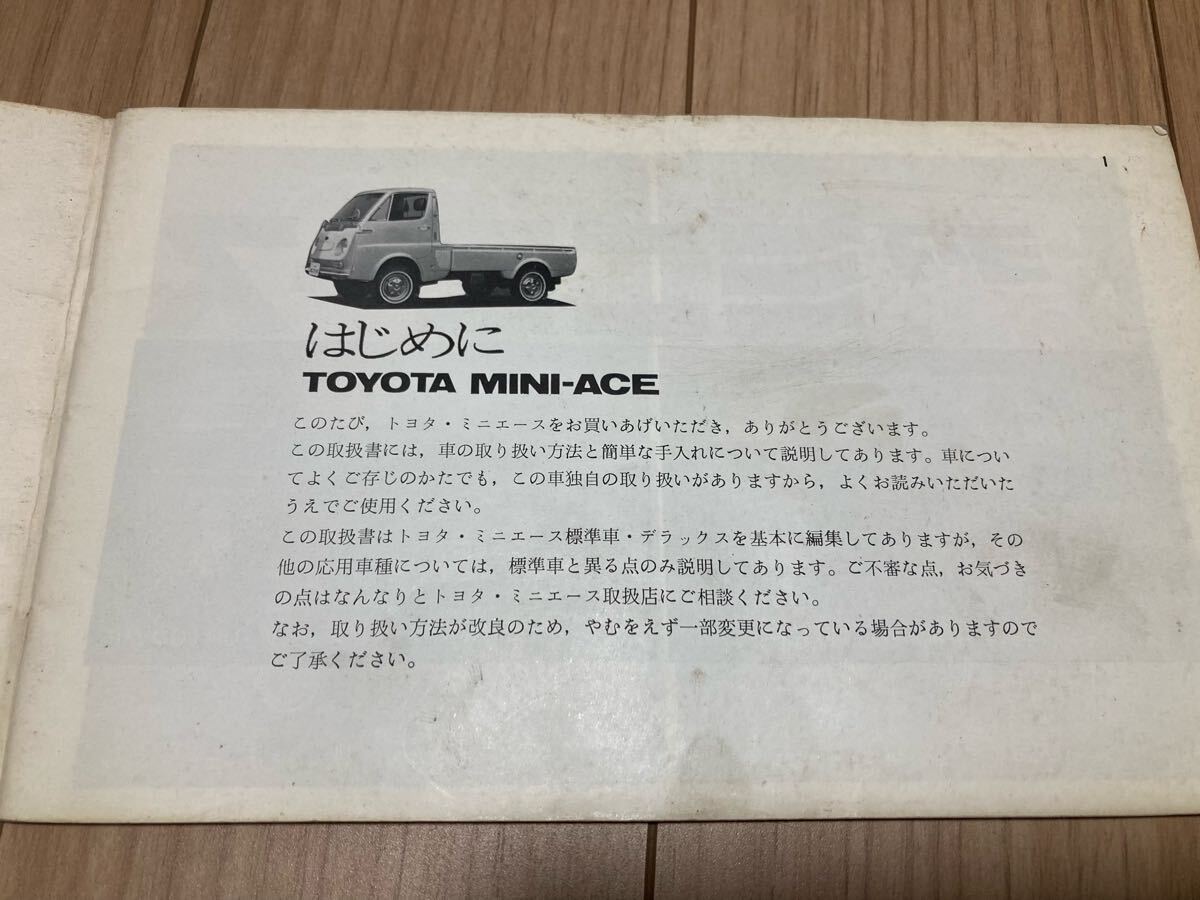 1
はじめに
TOYOTA MINI-ACE
このたび,トヨタ・ミニエースをお買いあげいただき,ありがとうございます。
この取扱書には,車の取り扱い方法と簡単な手入れについて説明してあります。車につい
てよくご存じのかたでも,この車独自の取り扱いがありますから,よくお読みいただいた
うえでご使用ください。
この取扱書はトヨタ・ミニエース標準車・デラックスを基本に編集してありますが,その
他の応用車種については,標準車と異る点のみ説明してあります。ご不審な点,お気づき
の点はなんなりとトヨタ・ミニエース取扱店にご相談ください。
なお,取り扱い方法が改良のため,やむをえず一部変更になっている場合がありますので
ご了承ください。